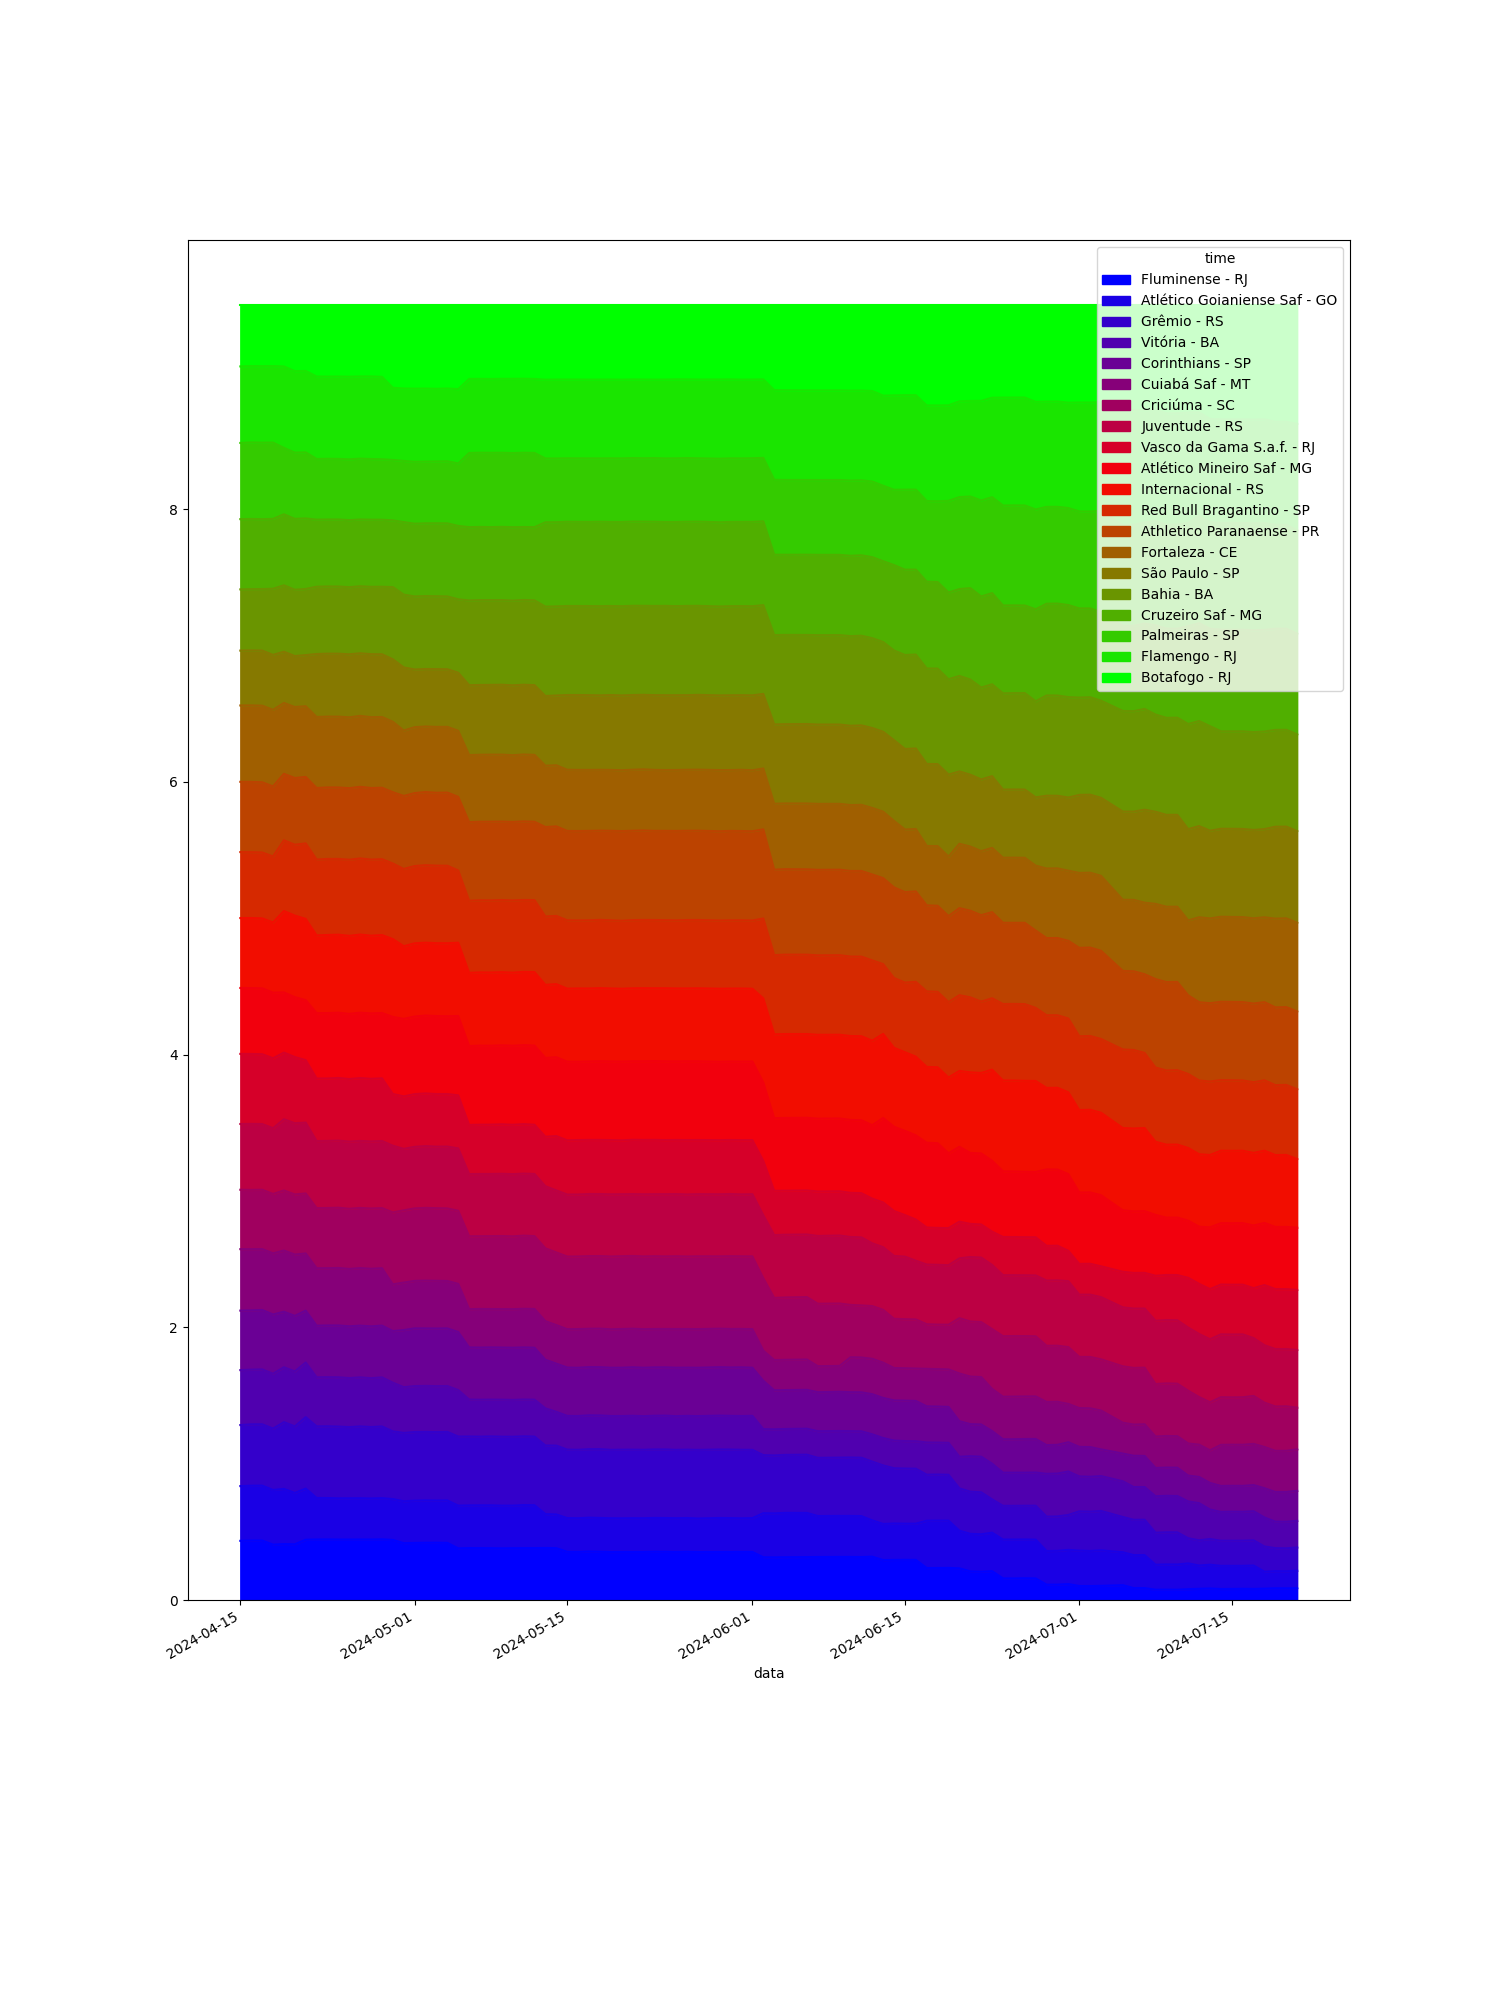 time
Fluminense - RJ
Atlético Goianiense Saf - GO
Grêmio - RS
Vitória - BA
Corinthians - SP
Cuiabá Saf - MT
Criciúma - SC
Juventude - RS
Vasco da Gama S.a.f. - RJ
Atlético Mineiro Saf - MG
Internacional - RS
Red Bull Bragantino - SP
Athletico Paranaense - PR
Fortaleza - CE
São Paulo - SP
Bahia - BA
Cruzeiro Saf - MG
Palmeiras - SP
Flamengo - RJ
Botafogo - RJ
8
6
4
2
0
2024-04-15
2024-05-01
2024-05-15
2024-06-01
2024-06-15
2024-07-01
2024-07-15
data